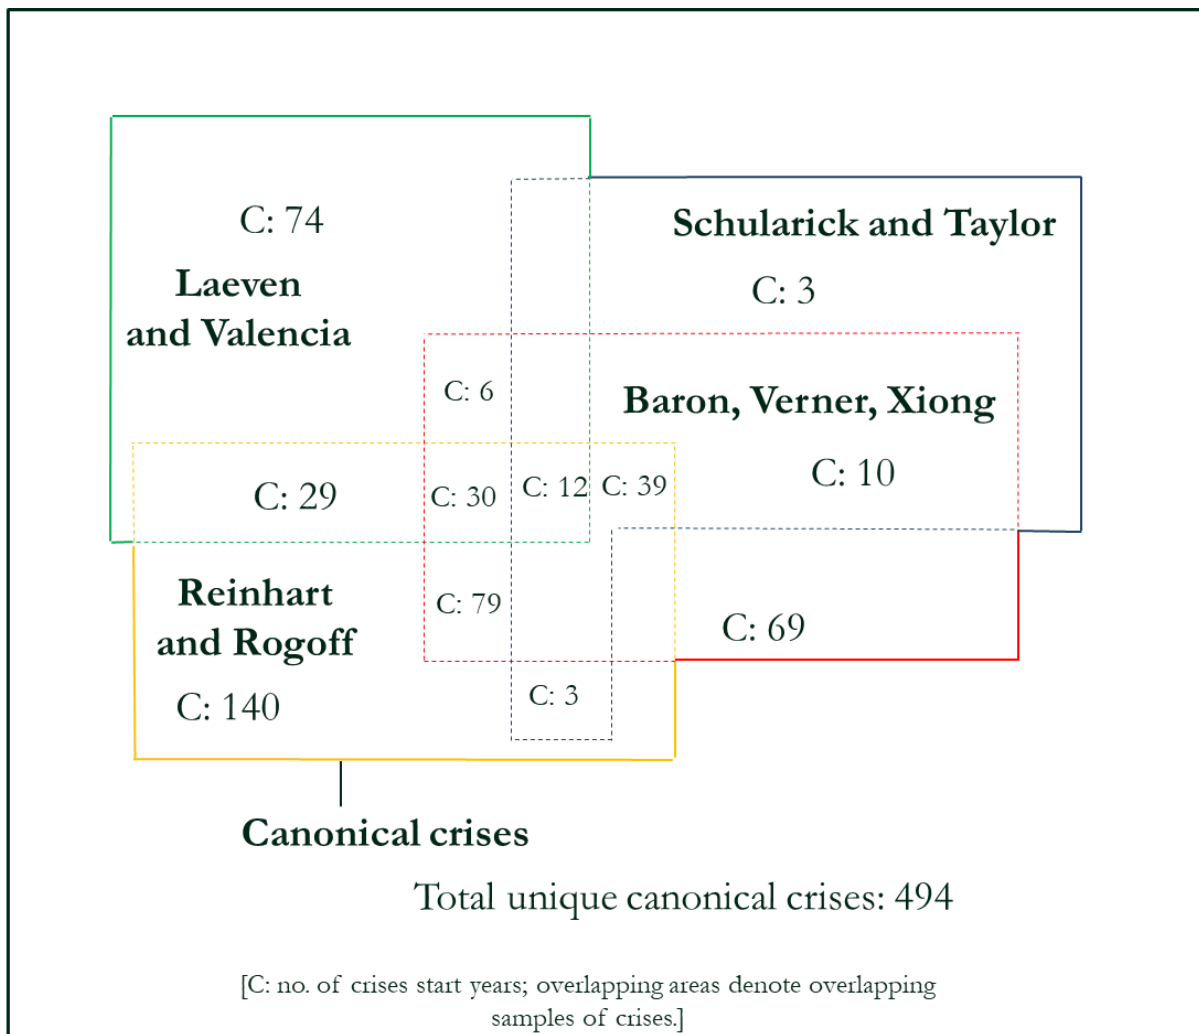 C: 74
Laeven
and Valencia
Schularick and Taylor
C: 3
C: 6
Baron, Verner, Xiong
C: 10
C: 29
C: 30
C: 12
C: 39
Reinhart
and Rogoff
C: 140
C: 79
C: 69
C: 3
Canonical crises
Total unique canonical crises: 494
[C: no. of crises start years; overlapping areas denote overlapping
samples of crises.]